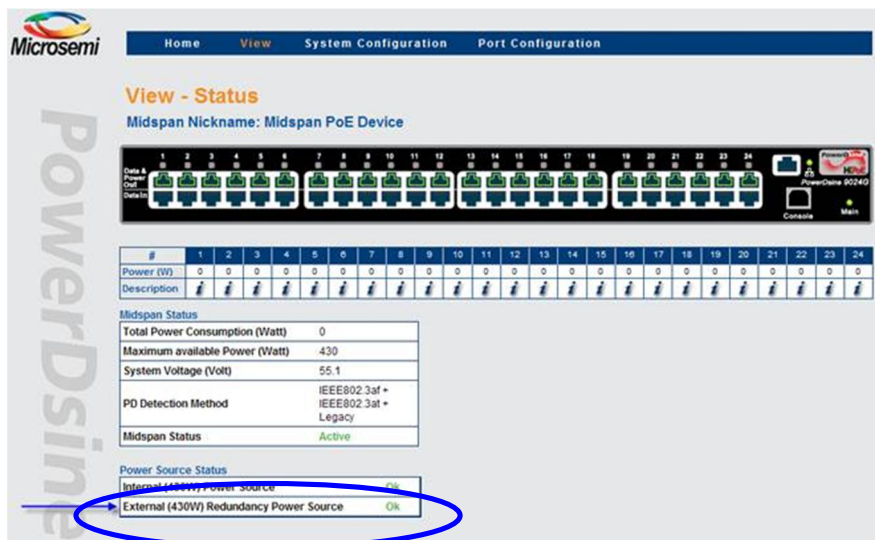 Microsemi
Home View System Configuration Port Configuration
View - Status
Midspan Nickname: Midspan PoE Device
PowerDsine
1 2 3 4 5 6 7 8 9 10 11 12 13 14 15 16 17 18 19 20 21 22 23 24
Data & Power Out
Data In
PowerDsine 9024G
HiPoE
Console
Main
# 1 2 3 4 5 6 7 8 9 10 11 12 13 14 15 16 17 18 19 20 21 22 23 24
Power (W) 0 0 0 0 0 0 0 0 0 0 0 0 0 0 0 0 0 0 0 0 0 0 0 0
Description i i i i i i i i i i i i i i i i i i i i i i i i
Midspan Status
Total Power Consumption (Watt) 0
Maximum available Power (Watt) 430
System Voltage (Volt) 55.1
PD Detection Method IEEE802.3af +
IEEE802.3at +
Legacy
Midspan Status Active
Power Source Status
Internal (430W) Power Source Ok
External (430W) Redundancy Power Source Ok